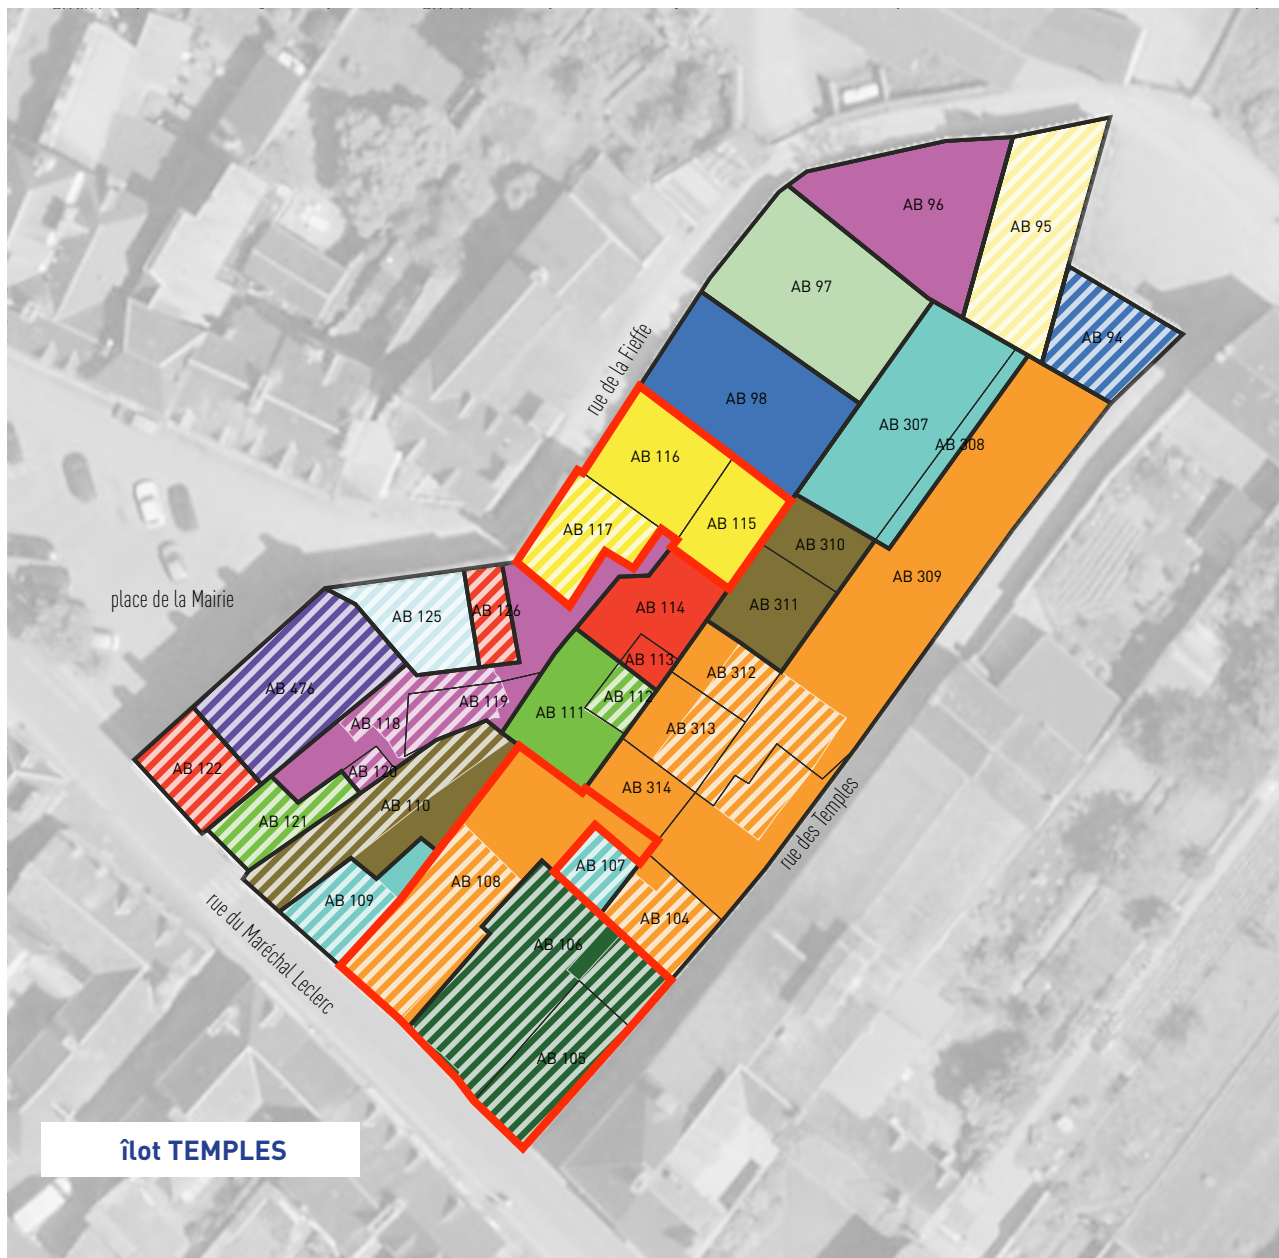 AB 96
AB 95
AB 97
AB 94
rue de la Fieffe
AB 98
AB 307
AB 308
AB 116
AB 117
AB 115
AB 310
AB 309
place de la Mairie
AB 125
AB 126
AB 114
AB 311
AB 113
AB 312
AB 476
AB 119
AB 112
AB 111
AB 118
AB 313
AB 122
AB 120
AB 314
AB 110
AB 121
rue des Temples
AB 107
AB 108
AB 109
AB 104
rue du Maréchal Leclerc
AB 106
AB 105
îlot TEMPLES